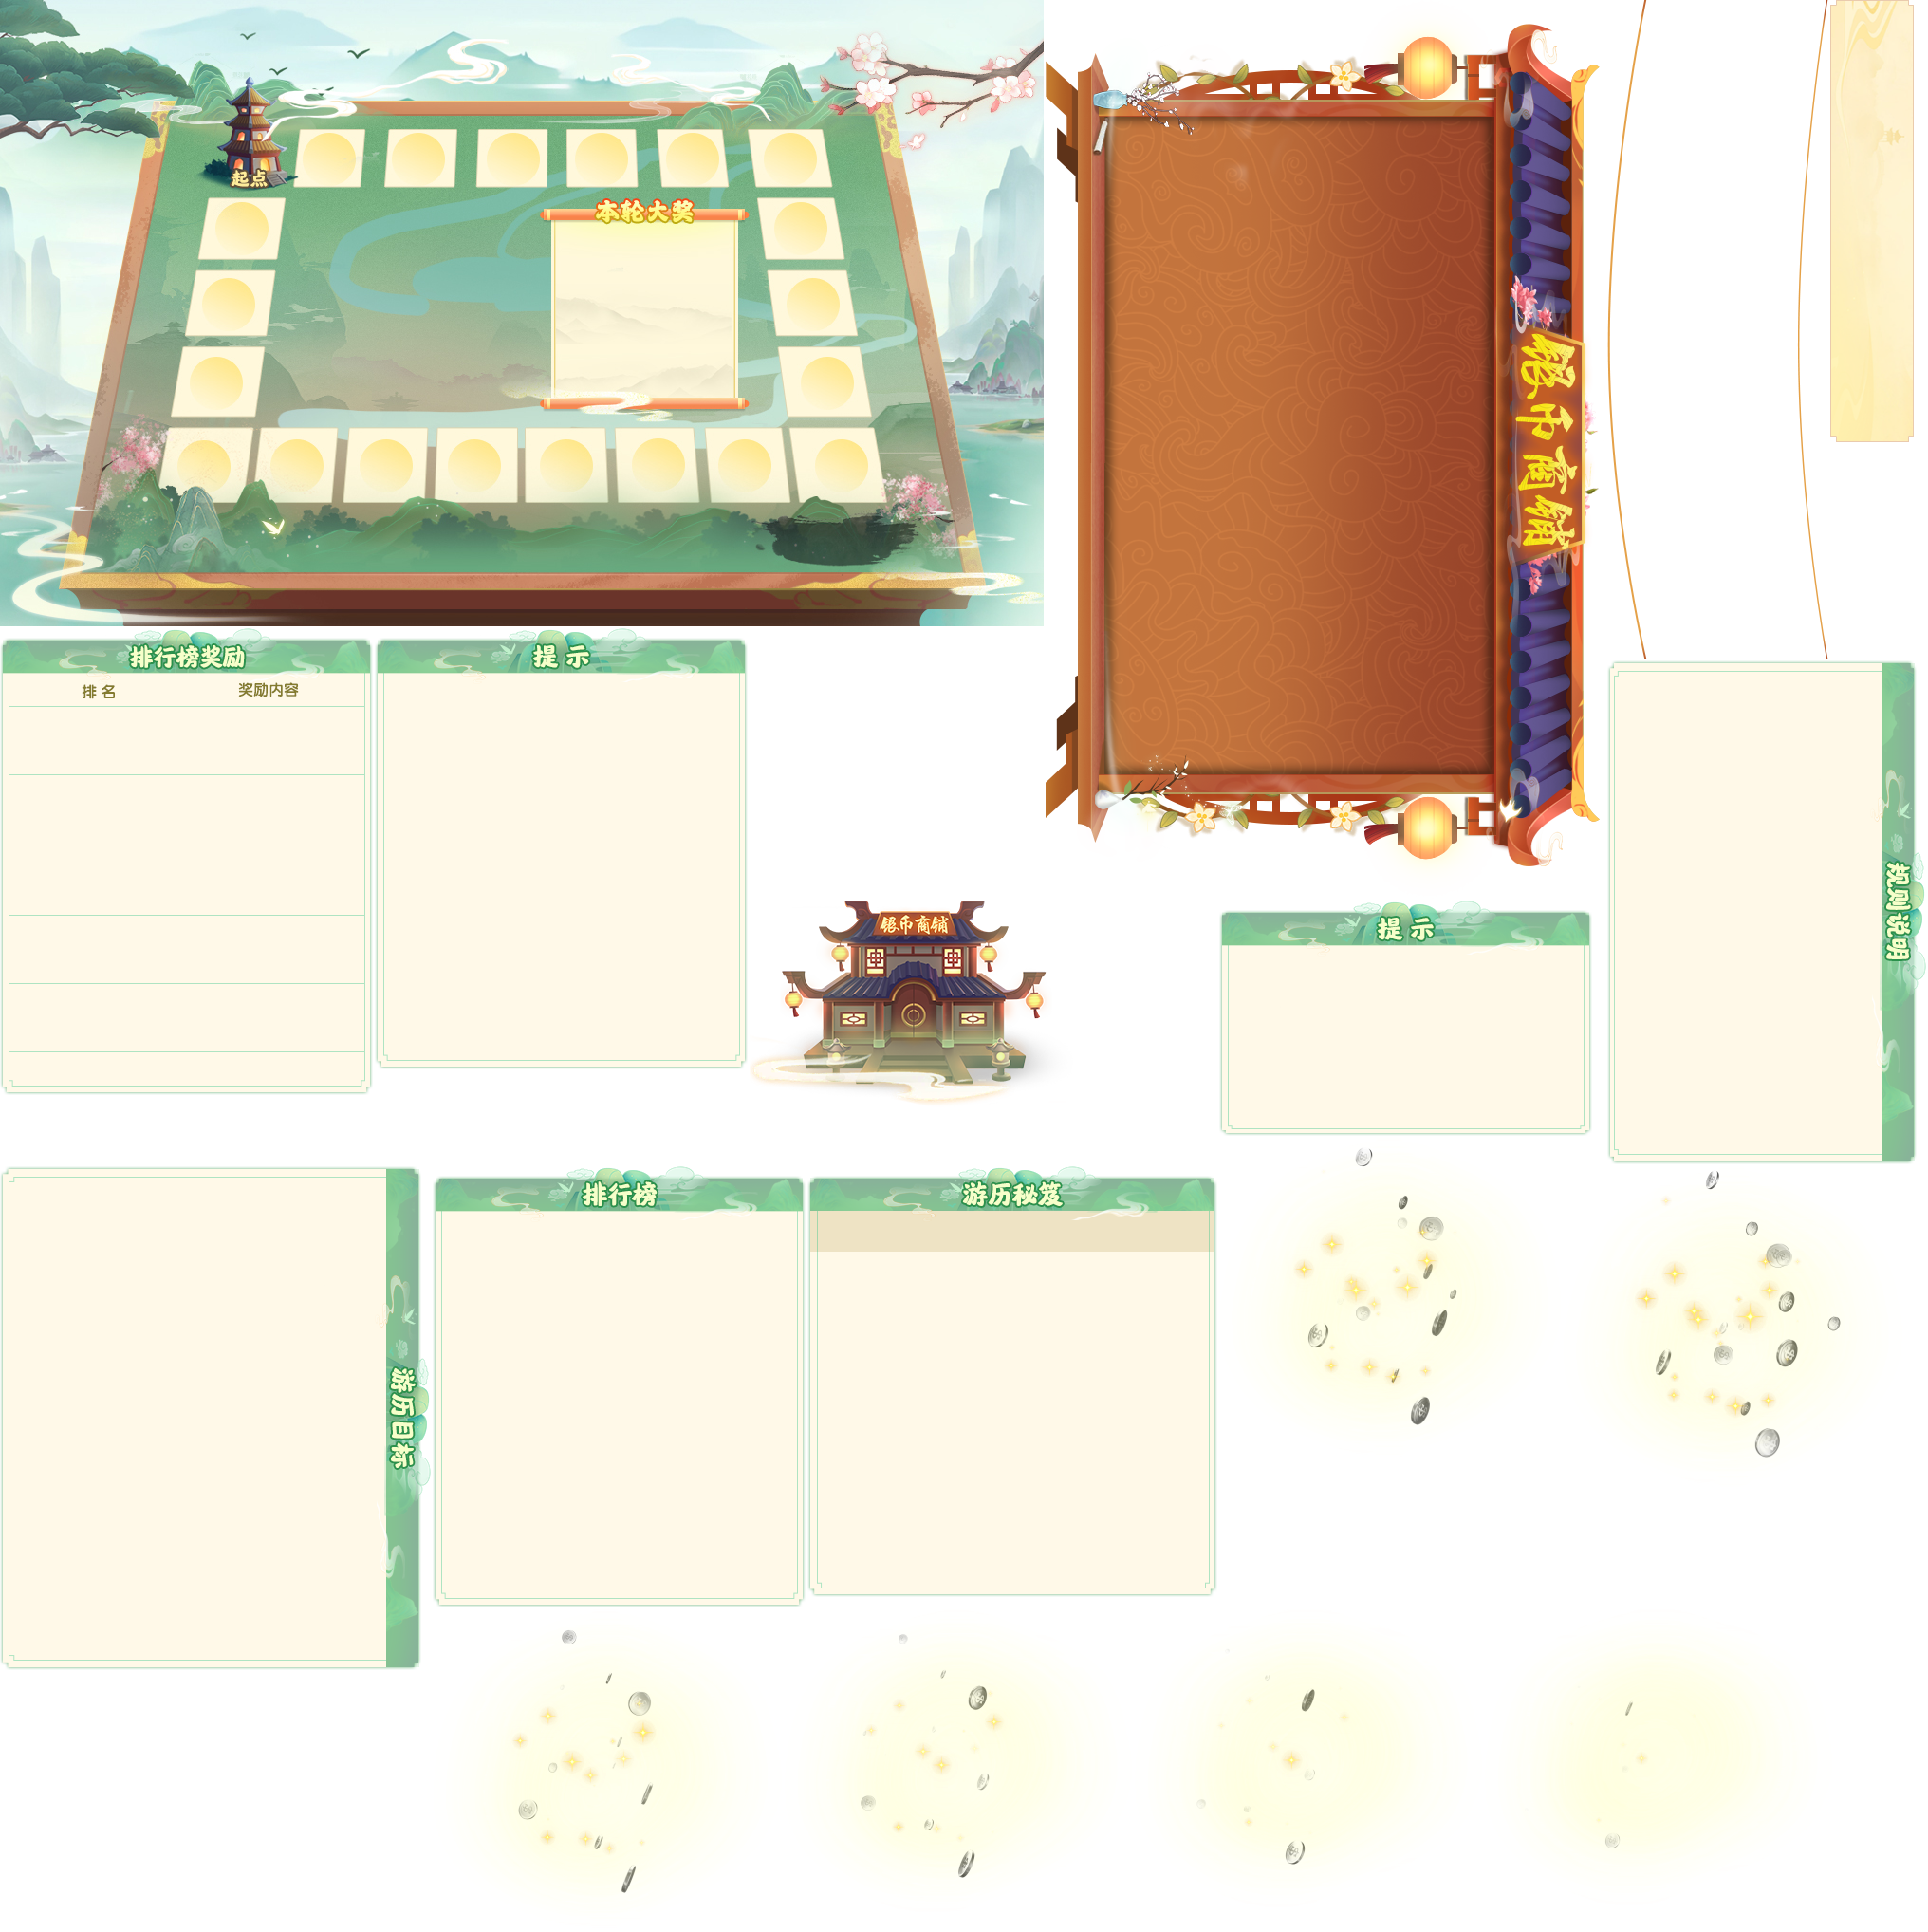 起点
本轮大奖
银币商铺
排行榜奖励
排 名
奖励内容
提 示
银币商铺
提 示
规则说明
游历目标
排行榜
游历秘笈